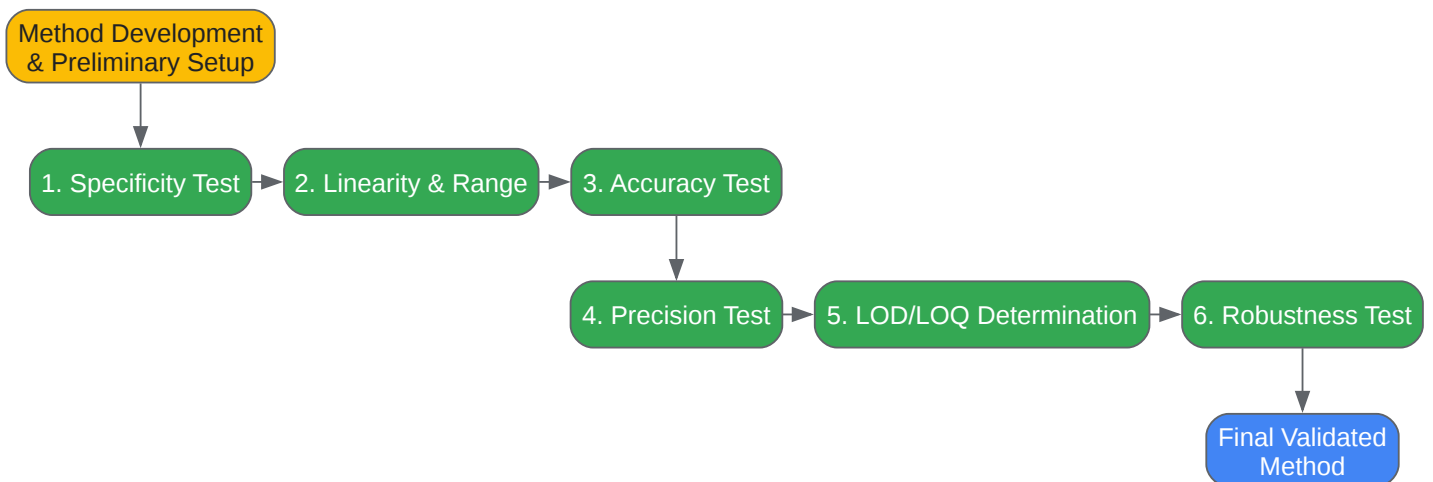 Method Development
& Preliminary Setup
1. Specificity Test
2. Linearity & Range
3. Accuracy Test
4. Precision Test
5. LOD/LOQ Determination
6. Robustness Test
Final Validated
Method